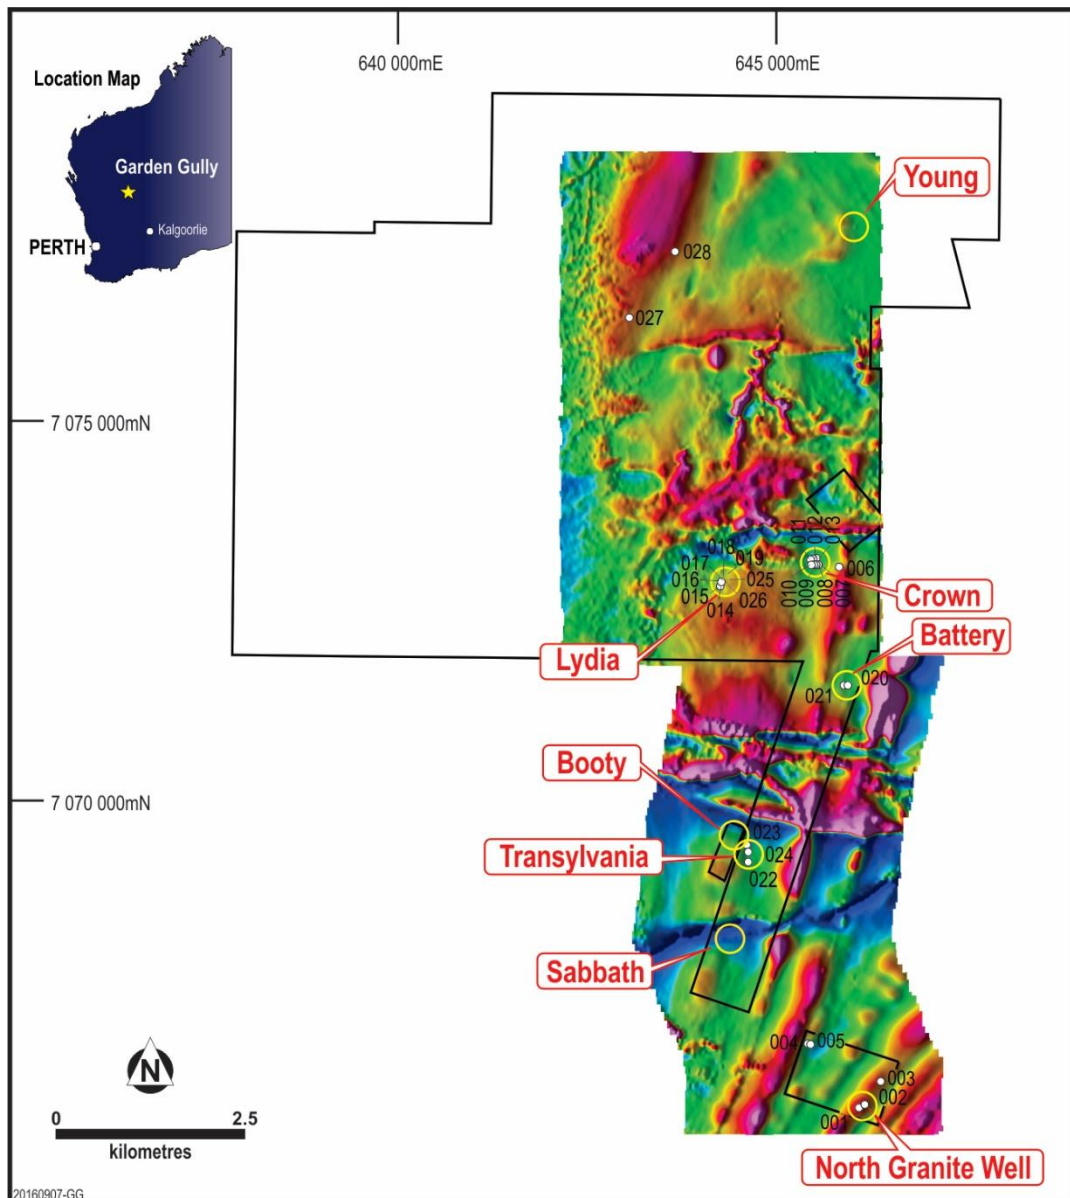 640 000mE
645 000mE
Location Map
Garden Gully
Kalgoorlie
PERTH
Young
028
027
7 075 000mN
011
012
013
018
017
019
016
025
015
026
014
010
009
008
007
006
Crown
Battery
Lydia
020
021
Booty
7 070 000mN
023
Transylvania
024
022
Sabbath
004
005
003
002
001
N
0
2.5
kilometres
North Granite Well
20160907-GG